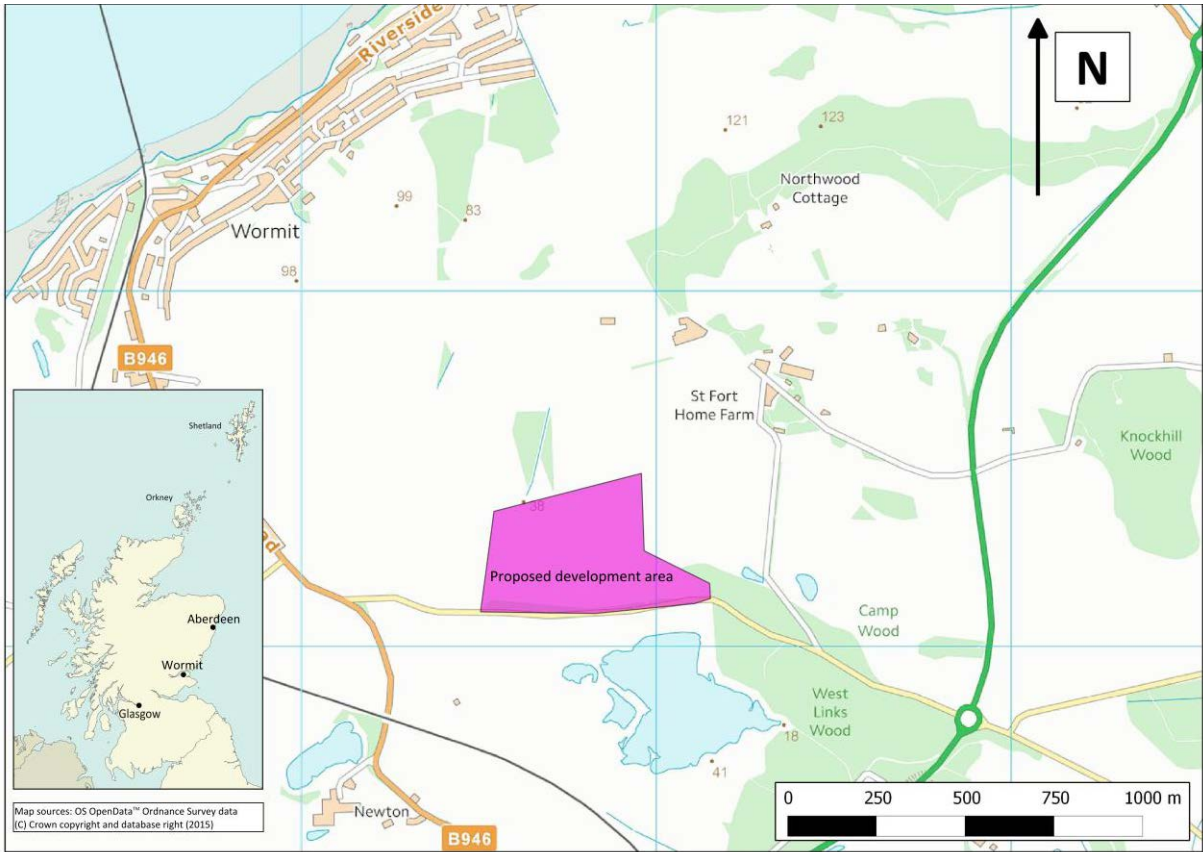 Riverside
N
121
123
Northwood
Cottage
99
83
Wormit
98
B946
St Fort
Home Farm
Knockhill
Wood
Shetland
Orkney
38
ad
Proposed development area
Aberdeen
Camp
Wood
Wormit
Glasgow
West
Links
Wood
18
41
Newton
B946
0 250 500 750 1000 m
Map sources: OS OpenData™ Ordnance Survey data
(C) Crown copyright and database right (2015)